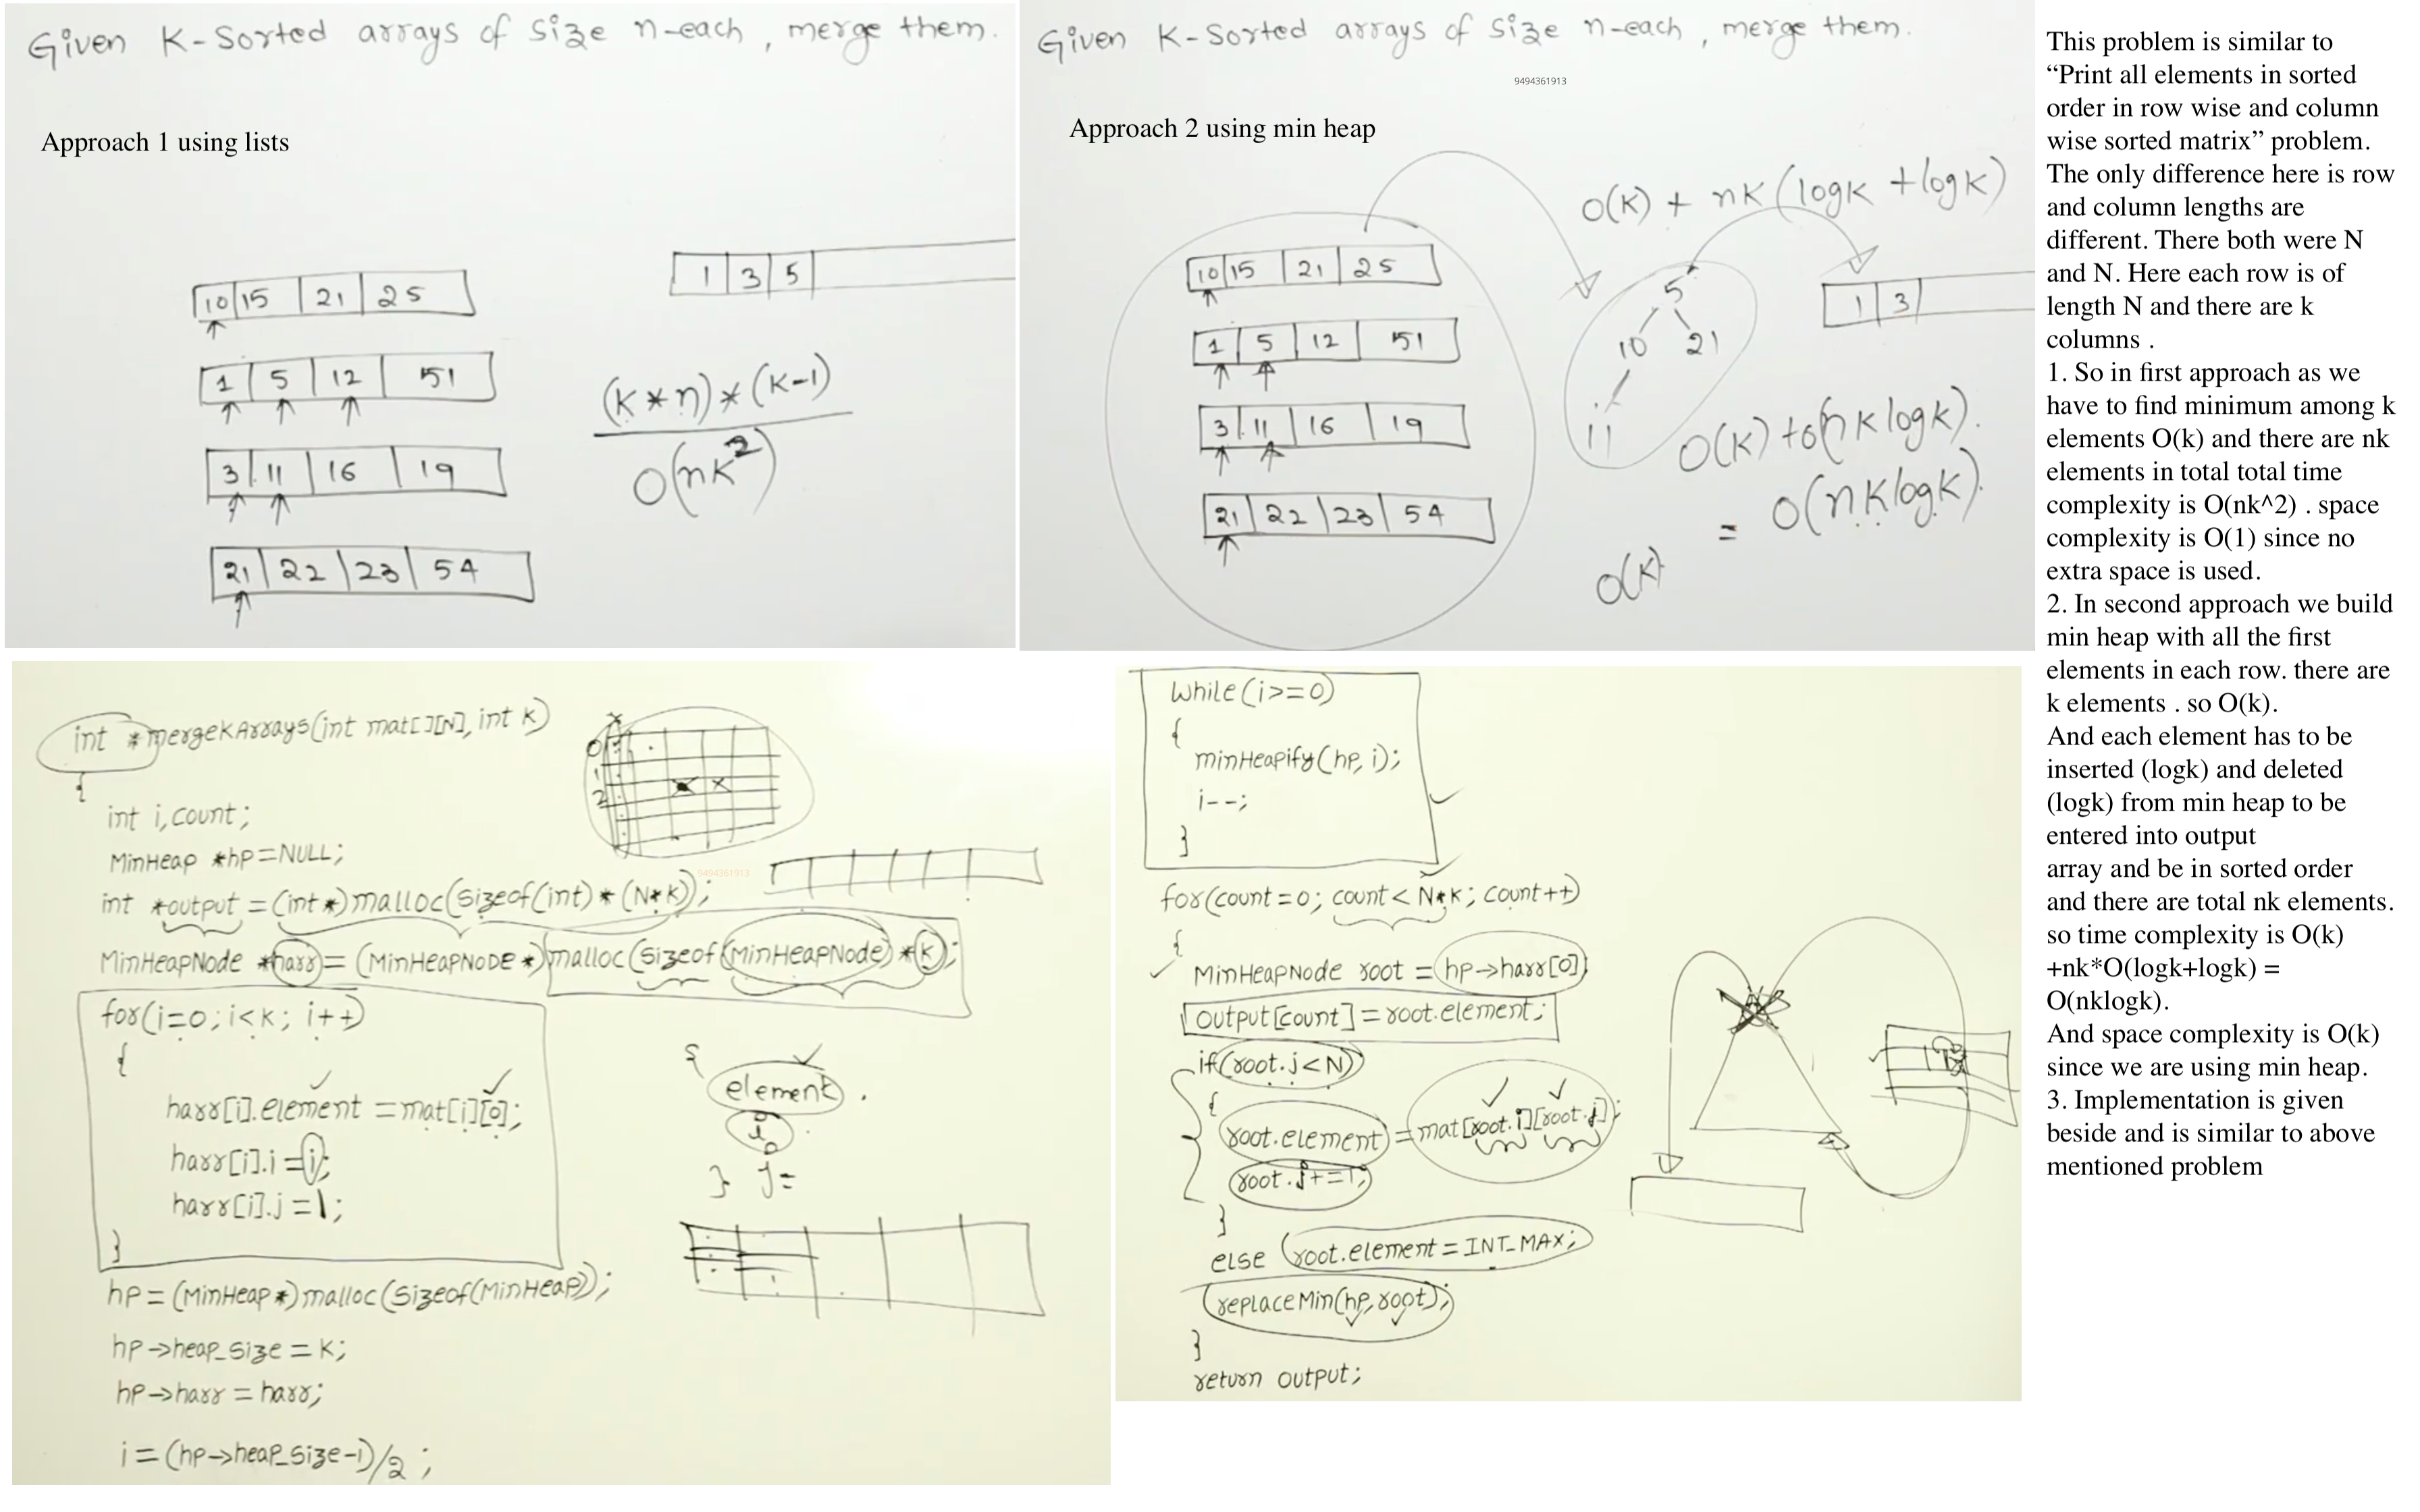 Given K-Sorted arrays of size n-each, merge them.
Approach 1 using lists
10 15 21 25
1 5 12 51
3 11 16 19
21 22 23 54
1 3 5
(K*n)*(K-1)
O(nK²)
Given K-Sorted arrays of size n-each, merge them.
9494361913
Approach 2 using min heap
O(K) + nK(logK + logK)
10 15 21 25
1 5 12 51
3 11 16 19
21 22 23 54
5
10 21
11
1 3
O(K) + O(nKlogK).
= O(nKlogK).
O(K)
int *mergeKArrays(int mat[][N], int K)
{
int i, count;
MinHeap *hp=NULL;
int *output = (int*)malloc(sizeof(int)*(N*K));
9494361913
MinHeapNode *harr = (MinHeapNode*)malloc(sizeof(MinHeapNode)*k);
for(i=0; i<K; i++)
{
harr[i].element = mat[i][0];
harr[i].i = i;
harr[i].j = 1;
}
hp = (MinHeap*)malloc(sizeof(MinHeap));
hp->heap_size = K;
hp->harr = harr;
i = (hp->heap_size-1)/2 ;
0
1
2
element
i
} j=
while(i>=0)
{
minHeapify(hp, i);
i--;
}
for(count=0; count< N*K; count++)
{
MinHeapNode root = hp->harr[0];
output[count] = root.element;
if(root.j<N)
{
root.element = mat[root.i][root.j];
root.j+=1;
}
else root.element = INT_MAX;
replaceMin(hp, root);
}
return output;
This problem is similar to
“Print all elements in sorted
order in row wise and column
wise sorted matrix” problem.
The only difference here is row
and column lengths are
different. There both were N
and N. Here each row is of
length N and there are k
columns .
1. So in first approach as we
have to find minimum among k
elements O(k) and there are nk
elements in total total time
complexity is O(nk^2) . space
complexity is O(1) since no
extra space is used.
2. In second approach we build
min heap with all the first
elements in each row. there are
k elements . so O(k).
And each element has to be
inserted (logk) and deleted
(logk) from min heap to be
entered into output
array and be in sorted order
and there are total nk elements.
so time complexity is O(k)
+nk*O(logk+logk) =
O(nklogk).
And space complexity is O(k)
since we are using min heap.
3. Implementation is given
beside and is similar to above
mentioned problem